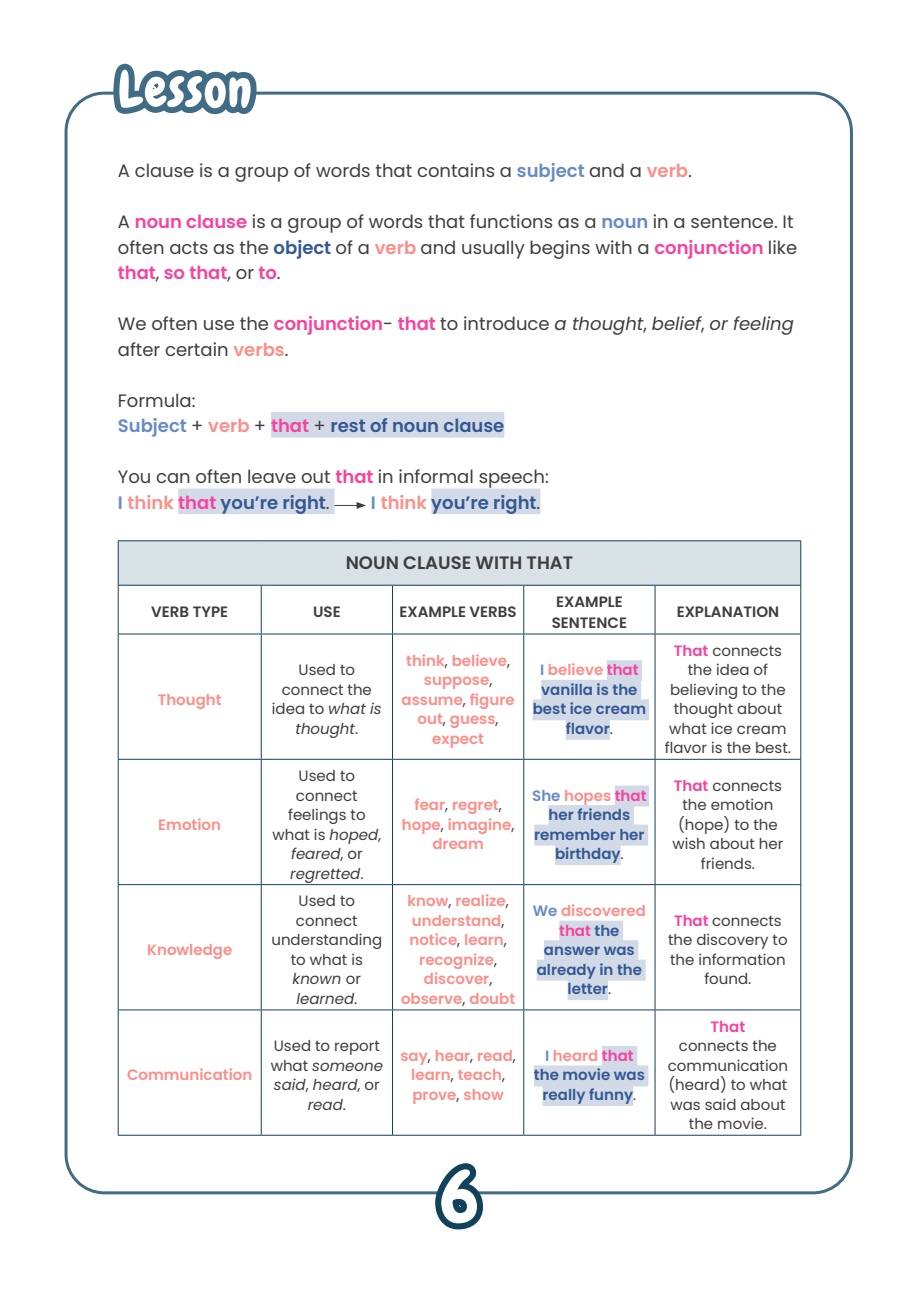 Lesson
A clause is a group of words that contains a subject and a verb.
A noun clause is a group of words that functions as a noun in a sentence. It
often acts as the object of a verb and usually begins with a conjunction like
that, so that, or to.
We often use the conjunction- that to introduce a thought, belief, or feeling
after certain verbs.
Formula:
Subject + verb + that + rest of noun clause
You can often leave out that in informal speech:
I think that you’re right. → I think you’re right.
NOUN CLAUSE WITH THAT
VERB TYPE
USE
EXAMPLE VERBS
EXAMPLE
SENTENCE
EXPLANATION
Thought
Used to
connect the
idea to what is
thought.
think, believe,
suppose,
assume, figure
out, guess,
expect
I believe that
vanilla is the
best ice cream
flavor.
That connects
the idea of
believing to the
thought about
what ice cream
flavor is the best.
Emotion
Used to
connect
feelings to
what is hoped,
feared, or
regretted.
fear, regret,
hope, imagine,
dream
She hopes that
her friends
remember her
birthday.
That connects
the emotion
(hope) to the
wish about her
friends.
Knowledge
Used to
connect
understanding
to what is
known or
learned.
know, realize,
understand,
notice, learn,
recognize,
discover,
observe, doubt
We discovered
that the
answer was
already in the
letter.
That connects
the discovery to
the information
found.
Communication
Used to report
what someone
said, heard, or
read.
say, hear, read,
learn, teach,
prove, show
I heard that
the movie was
really funny.
That
connects the
communication
(heard) to what
was said about
the movie.
6